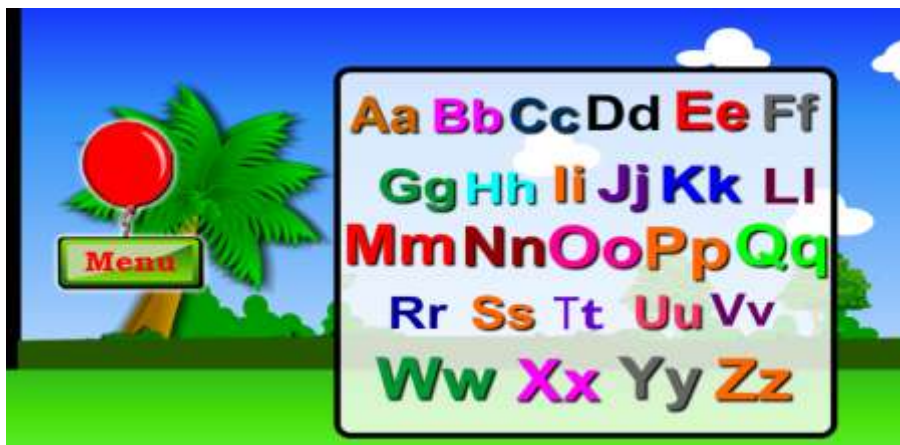 Aa Bb Cc Dd Ee Ff
Gg Hh Ii Jj Kk Ll
Menu
Mm Nn Oo Pp Qq
Rr Ss Tt Uu Vv
Ww Xx Yy Zz